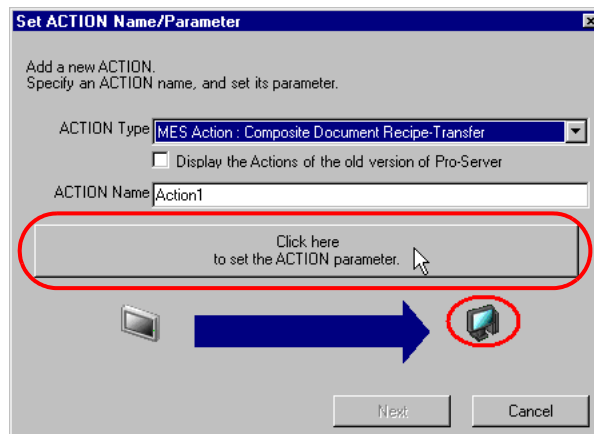 Set ACTION Name/Parameter
Add a new ACTION.
Specify an ACTION name, and set its parameter.
ACTION Type MES Action : Composite Document Recipe-Transfer
Display the Actions of the old version of Pro-Server
ACTION Name Action1
Click here
to set the ACTION parameter.
Next Cancel